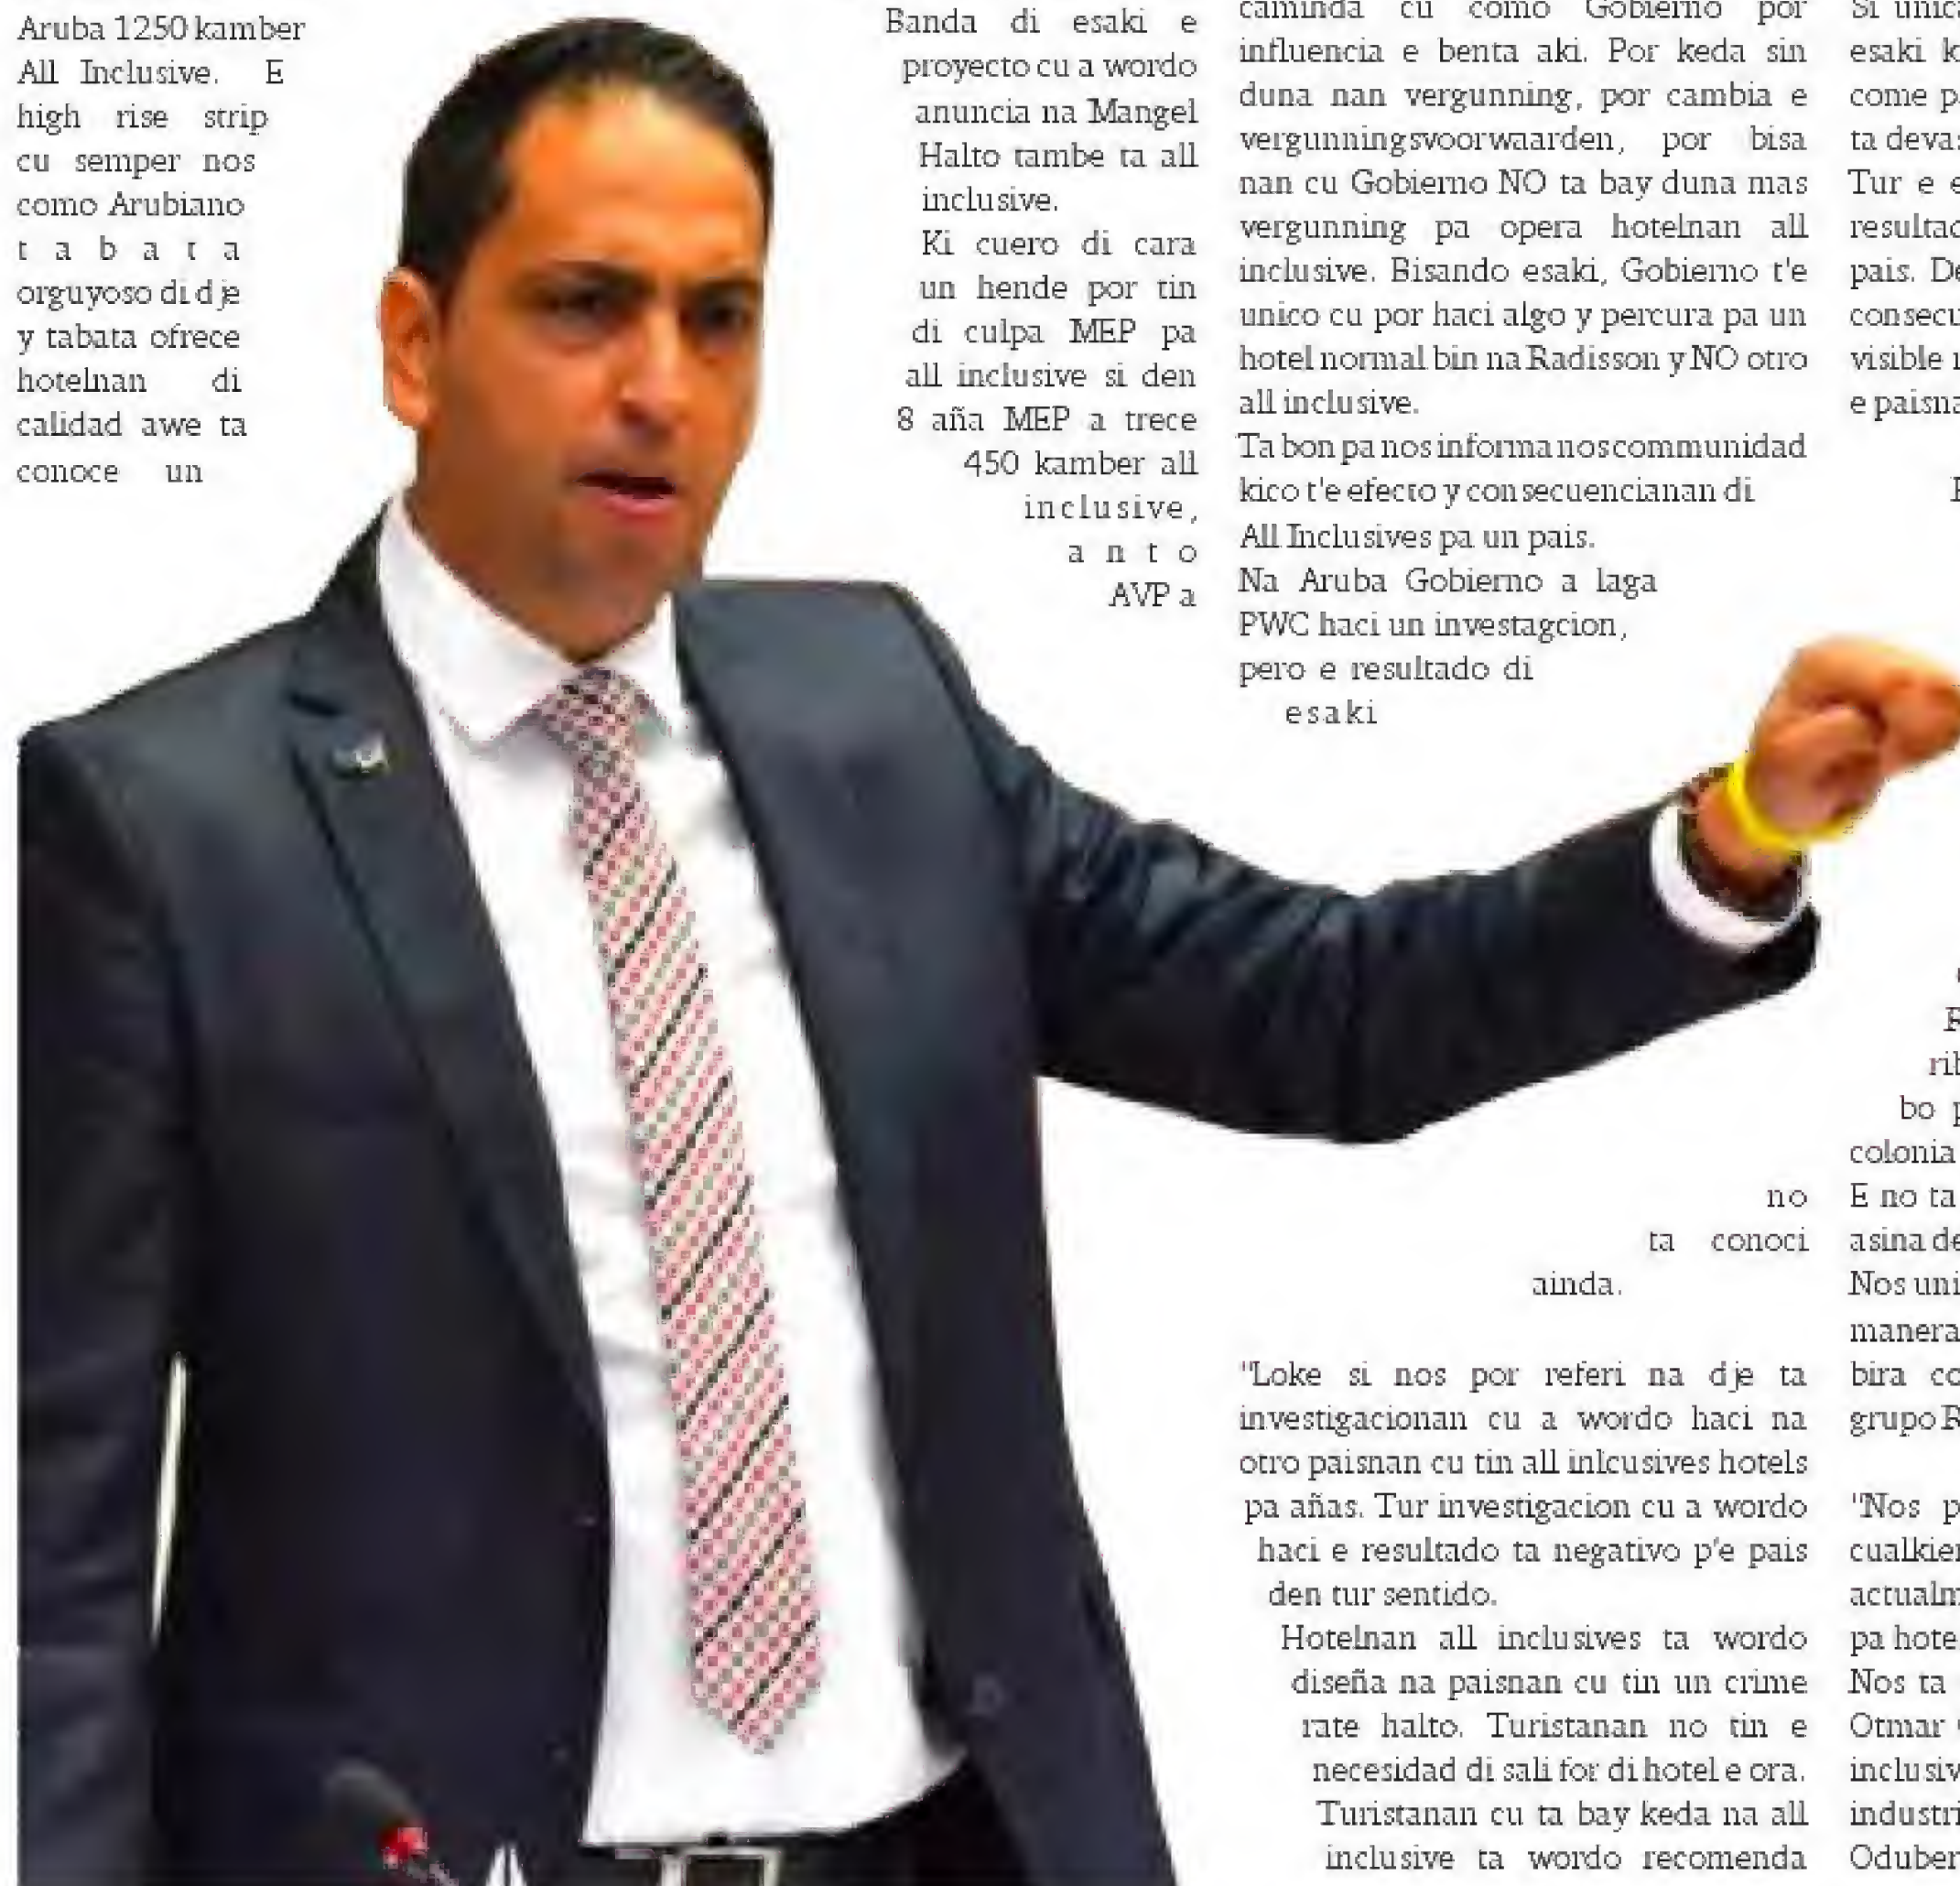 Aruba 1250 kamber
All Inclusive. E
high rise strip
cu semper nos
como Arubiano
tabata
orguyoso di dje
y tabata ofrece
hotelnan di
calidad awe ta
conoce un
Banda di esaki e
proyecto cu a wordo
anuncia na Mangel
Halto tambe ta all
inclusive.
Ki cuero di cara
un hende por tin
di culpa MEP pa
all inclusive si den
8 aña MEP a trece
450 kamber all
inclusive,
anto
AVP a
caminda cu como Gobierno por
influencia e benta aki. Por keda sin
duna nan vergunning, por cambia e
vergunningsvoorwaarden, por bisa
nan cu Gobierno NO ta bay duna mas
vergunning pa opera hotelnan all
inclusive. Bisando esaki, Gobierno t'e
unico cu por haci algo y percura pa un
hotel normal bin na Radisson y NO otro
all inclusive.
Ta bon pa nos informa nos communidad
kico t'e efecto y consecuencianan di
All Inclusives pa un pais.
Na Aruba Gobierno a laga
PWC haci un investagcion,
pero e resultado di
esaki
no
ta conoci
ainda.
"Loke si nos por referi na dje ta
investigacionan cu a wordo haci na
otro paisnan cu tin all inlcusives hotels
pa añas. Tur investigacion cu a wordo
haci e resultado ta negativo p'e pais
den tur sentido.
Hotelnan all inclusives ta wordo
diseña na paisnan cu tin un crime
rate halto. Turistanan no tin e
necesidad di sali for di hotel e ora.
Turistanan cu ta bay keda na all
inclusive ta wordo recomenda
Si
esaki
come
ta
Tur e
pais.
visible
e
bo
colonia
E no ta
asina
Nos
manera
bira
grupo
"Nos
pa
Nos ta
Otmar